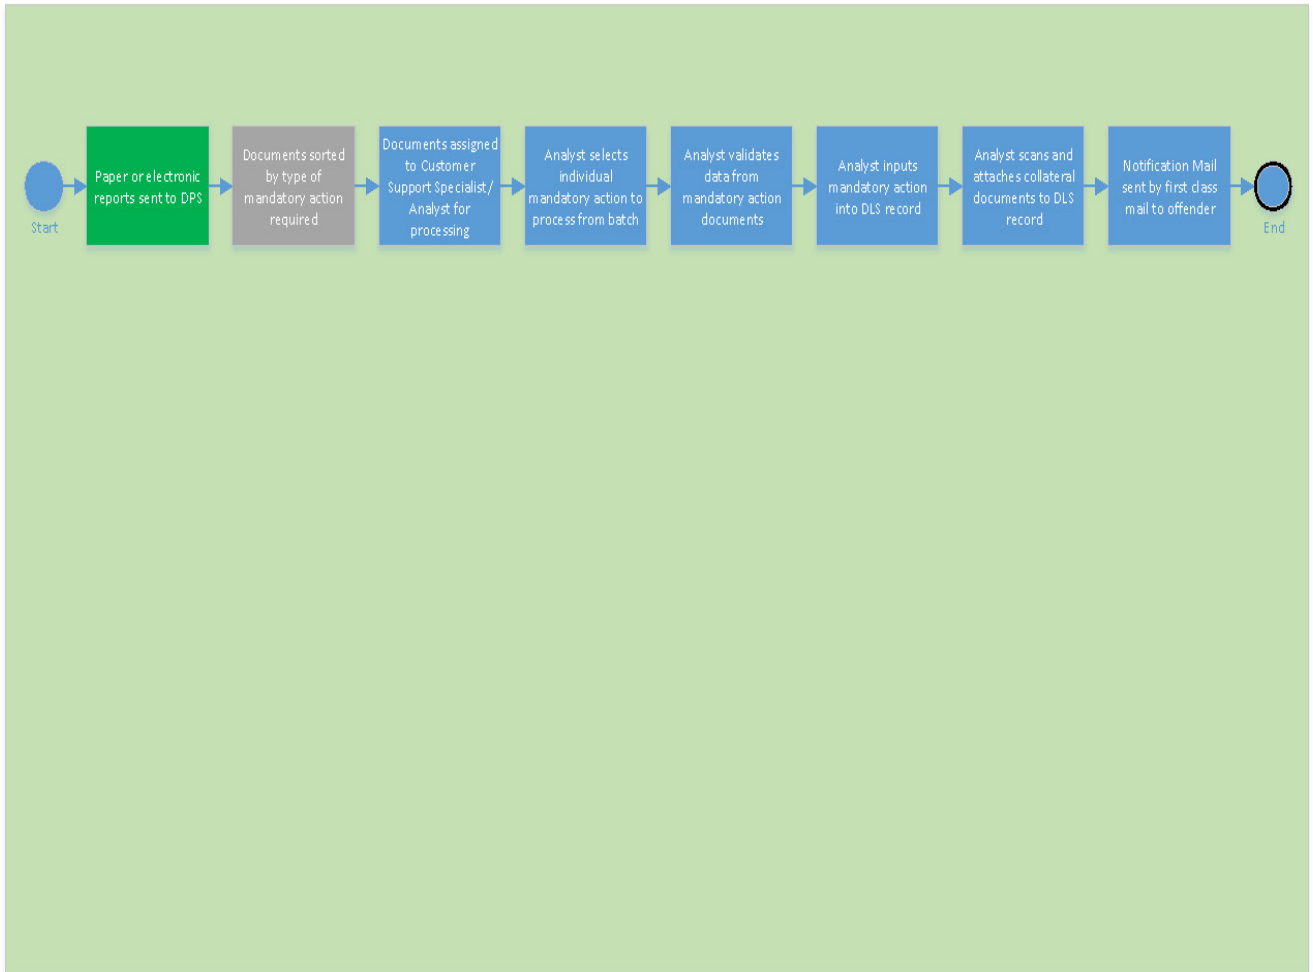 Start
Paper or electronic
reports sent to DPS
Documents sorted
by type of
mandatory action
required
Documents assigned
to Customer
Support Specialist/
Analyst for
processing
Analyst selects
individual
mandatory action to
process from batch
Analyst validates
data from
mandatory action
documents
Analyst inputs
mandatory action
into DLS record
Analyst scans and
attaches collateral
documents to DLS
record
Notification Mail
sent by first class
mail to offender
End